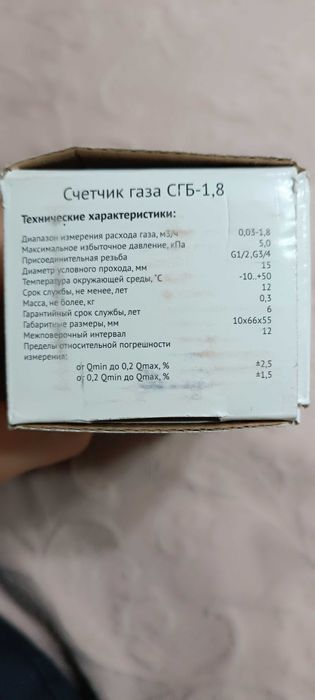 Счетчик газа СГБ-1,8
Технические характеристики:
Диапазон измерения расхода газа, м3/ч 0,03-1,8
Максимальное избыточное давление, кПа 5,0
Присоединительная резьба G1/2,G3/4
Диаметр условного прохода, мм 15
Температура окружающей среды, °С -10..+50
Срок службы, не менее, лет 12
Масса, не более, кг 0,3
Гарантийный срок службы, лет 6
Габаритные размеры, мм 10х66х55
Межповерочный интервал 12
Пределы относительной погрешности
измерения:
от Qmin до 0,2 Qmax, % ±2,5
от 0,2 Qmin до Qmax, % ±1,5